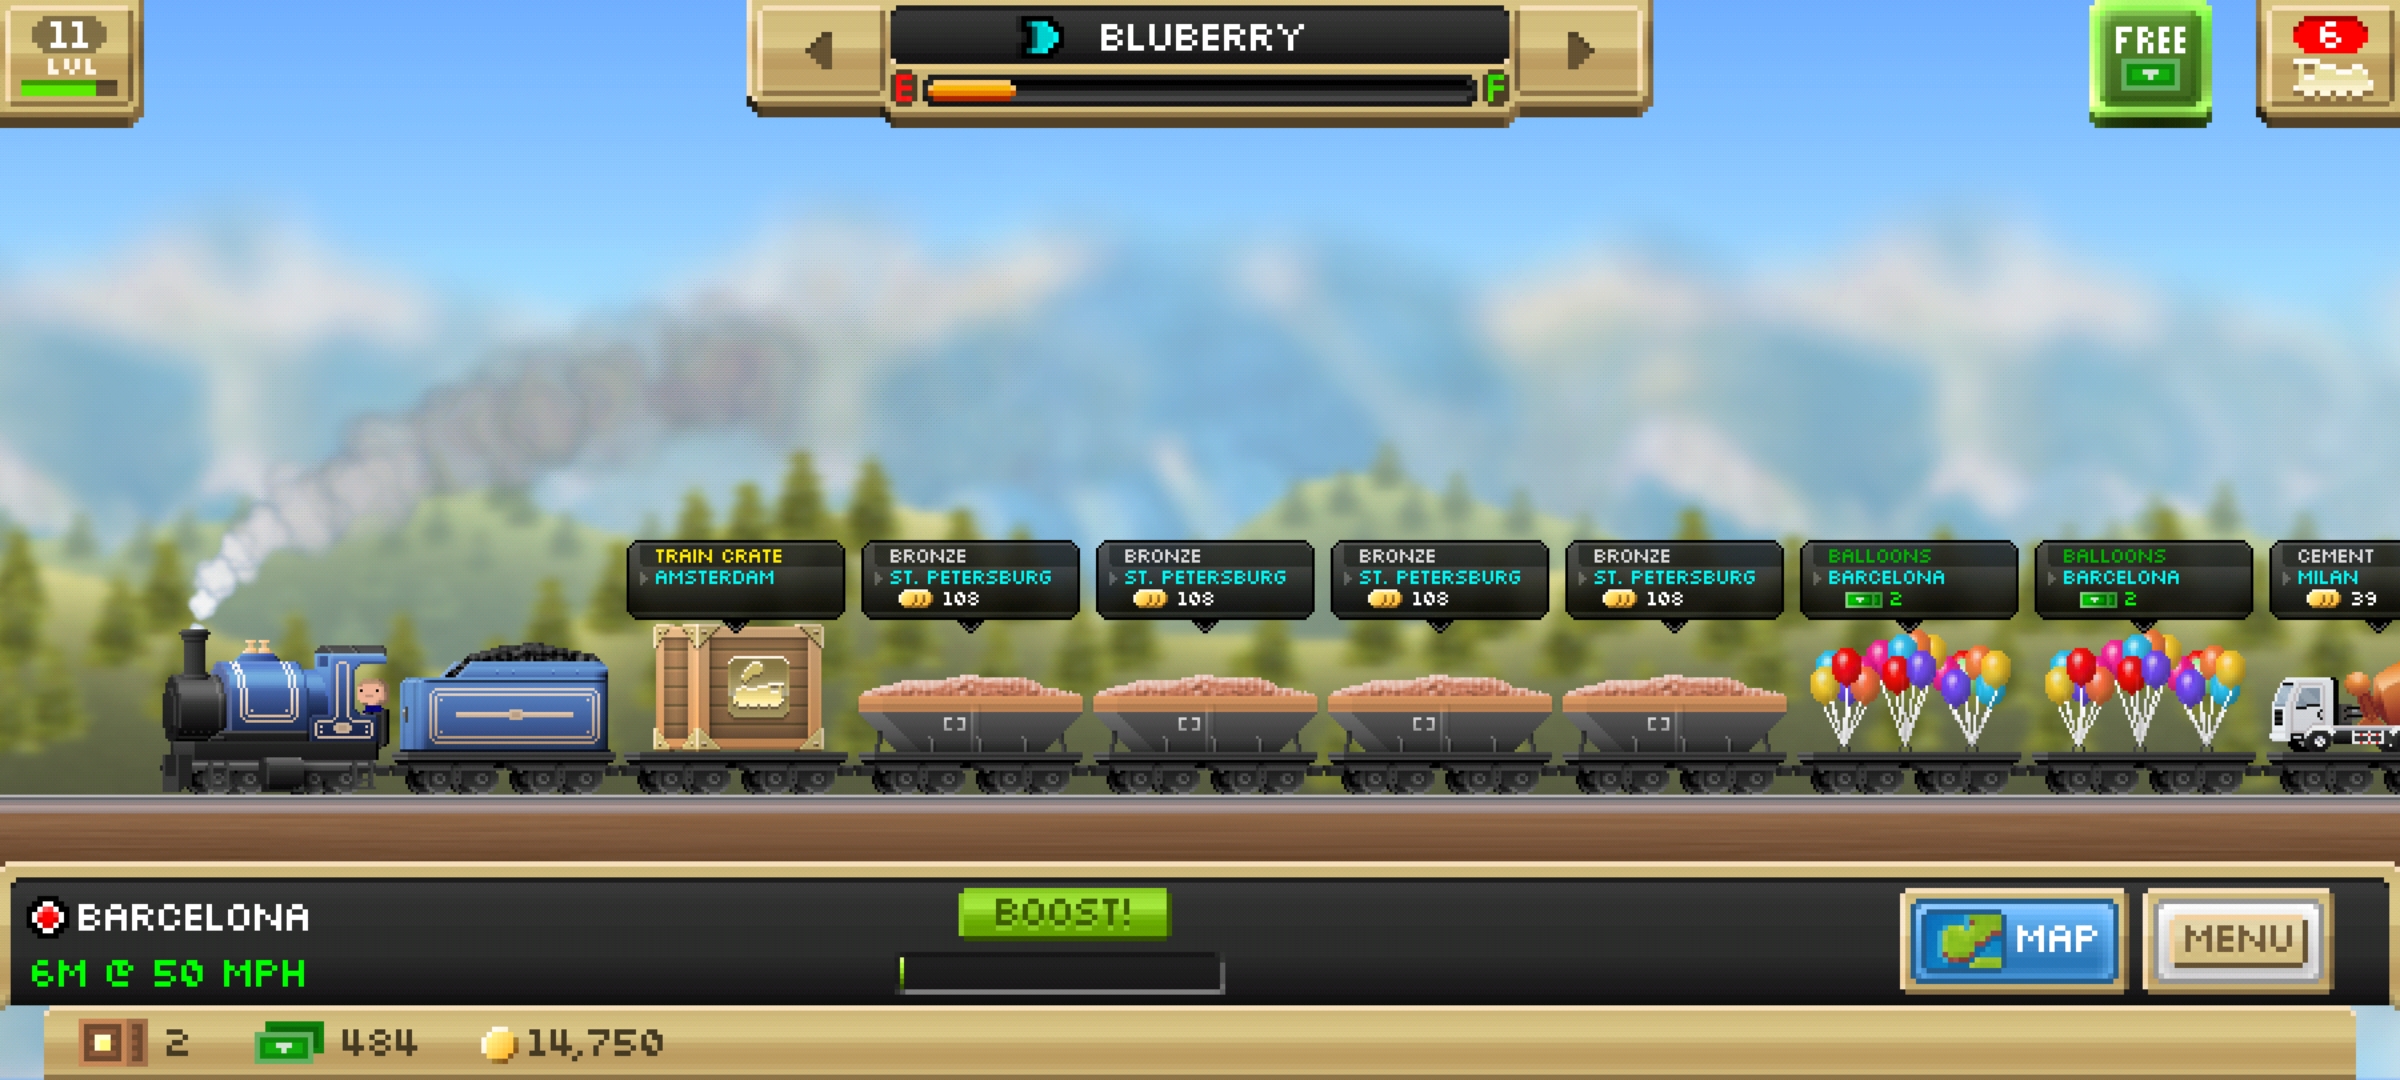 11
LVL
BLUBERRY
E F
FREE
6
TRAIN CRATE
AMSTERDAM
BRONZE
ST. PETERSBURG
108
BRONZE
ST. PETERSBURG
108
BRONZE
ST. PETERSBURG
108
BRONZE
ST. PETERSBURG
108
BALLOONS
BARCELONA
2
BALLOONS
BARCELONA
2
CEMENT
MILAN
39
BARCELONA
6M @ 50 MPH
BOOST!
MAP
MENU
2
484
14,750